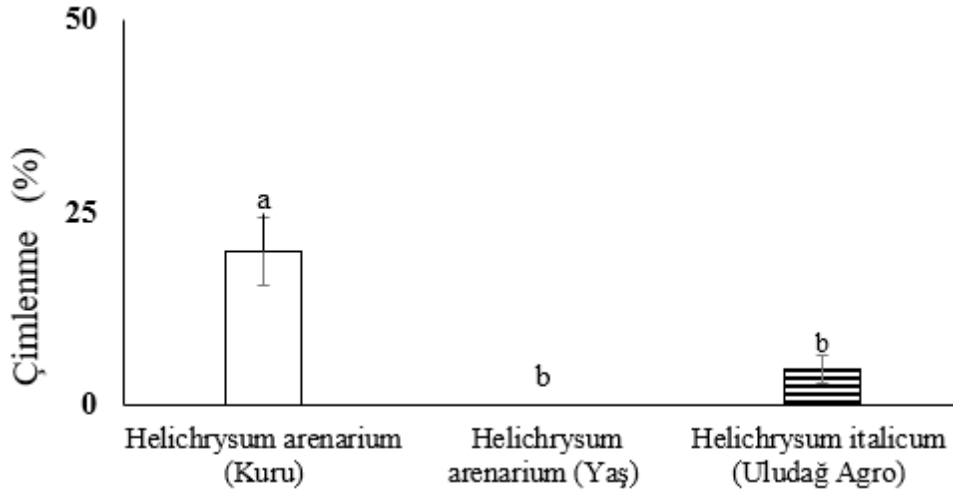 50
25
0
Çimlenme (%)
a
b
b
Helichrysum arenarium
(Kuru)
Helichrysum
arenarium (Yaş)
Helichrysum italicum
(Uludağ Agro)